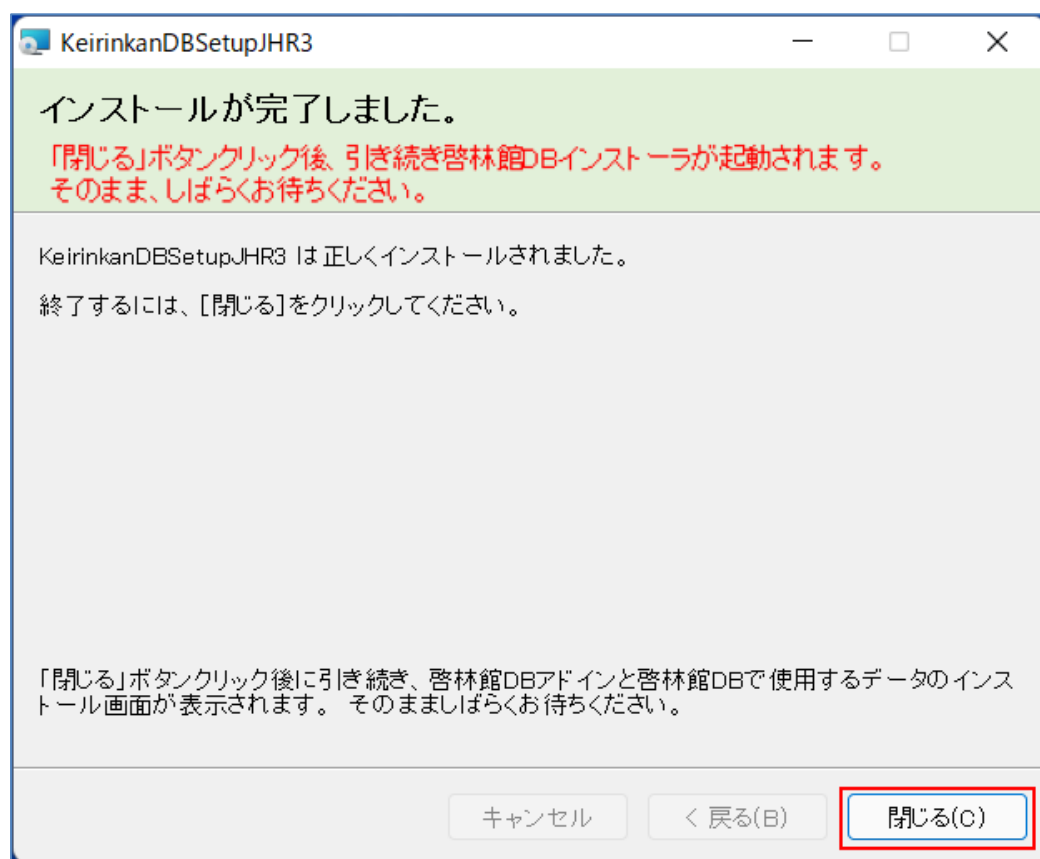 KeirinkanDBSetupJHR3
インストールが完了しました。
「閉じる」ボタンクリック後、引き続き啓林館DBインストーラが起動されます。
そのまま、しばらくお待ちください。
KeirinkanDBSetupJHR3 は正しくインストールされました。
終了するには、[閉じる]をクリックしてください。
「閉じる」ボタンクリック後に引き続き、啓林館DBアドインと啓林館DBで使用するデータのインス
トール画面が表示されます。 そのまましばらくお待ちください。
キャンセル
< 戻る(B)
閉じる(C)